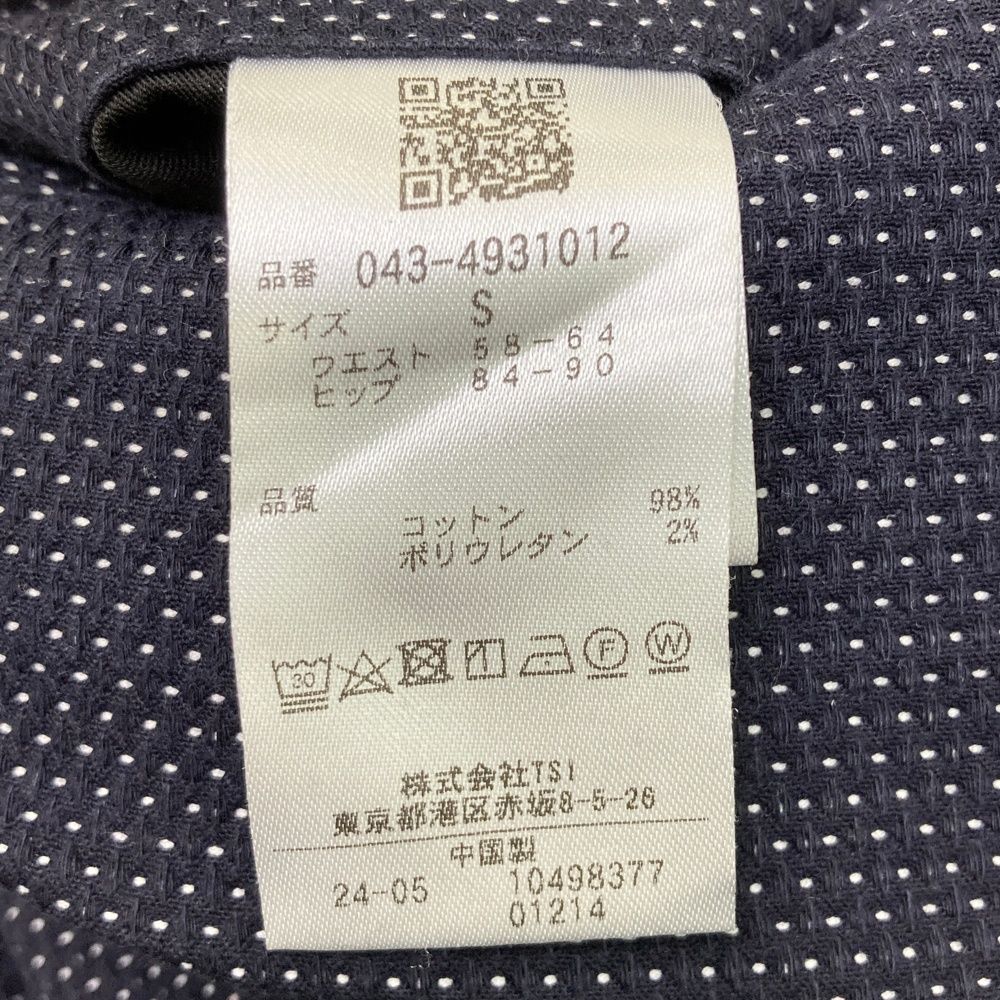 品番 043-4931012
サイズ S
ウエスト 58-64
ヒップ 84-90
品質
コットン 98%
ポリウレタン 2%
30 F W
株式会社TSI
東京都港区赤坂8-5-26
中国製
24-05 10498377
01214